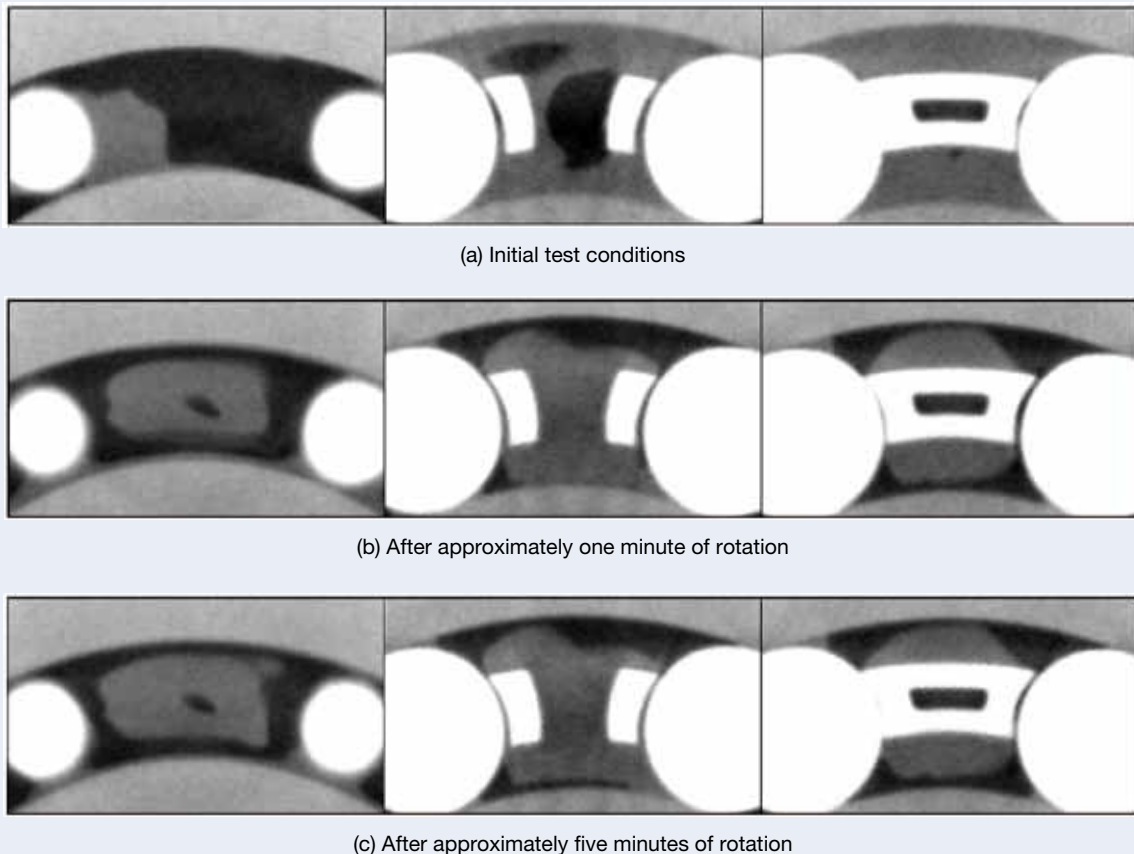 (a) Initial test conditions
(b) After approximately one minute of rotation
(c) After approximately five minutes of rotation